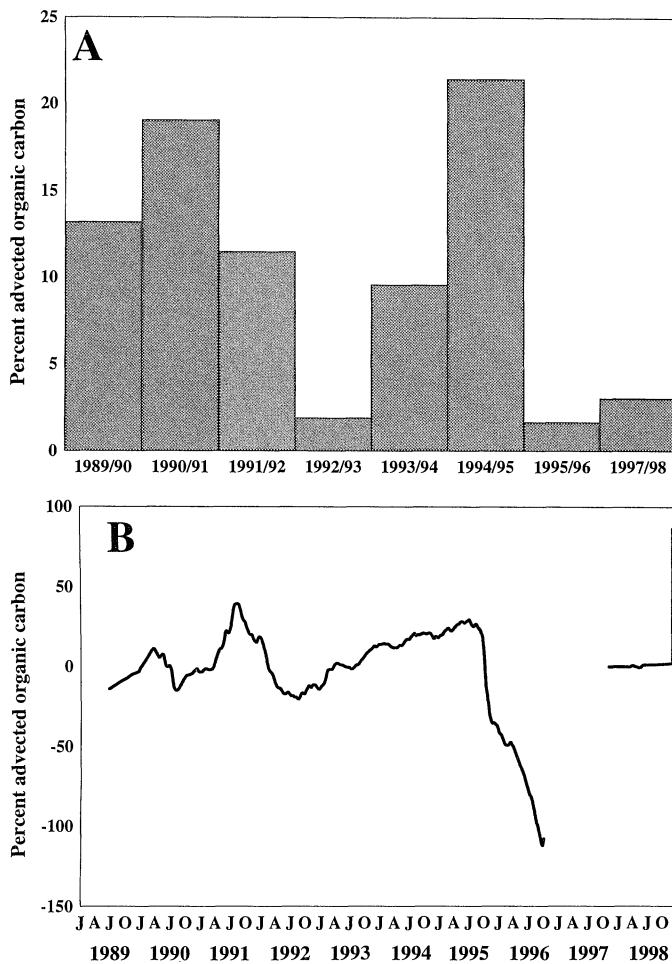 A
Percent advected organic carbon
25
20
15
10
5
0
1989/90 1990/91 1991/92 1992/93 1993/94 1994/95 1995/96 1997/98
B
Percent advected organic carbon
100
50
0
-50
-100
-150
J A J O J A J O J A J O J A J O J A J O J A J O J A J O J A J O J A J O J A J O
1989 1990 1991 1992 1993 1994 1995 1996 1997 1998